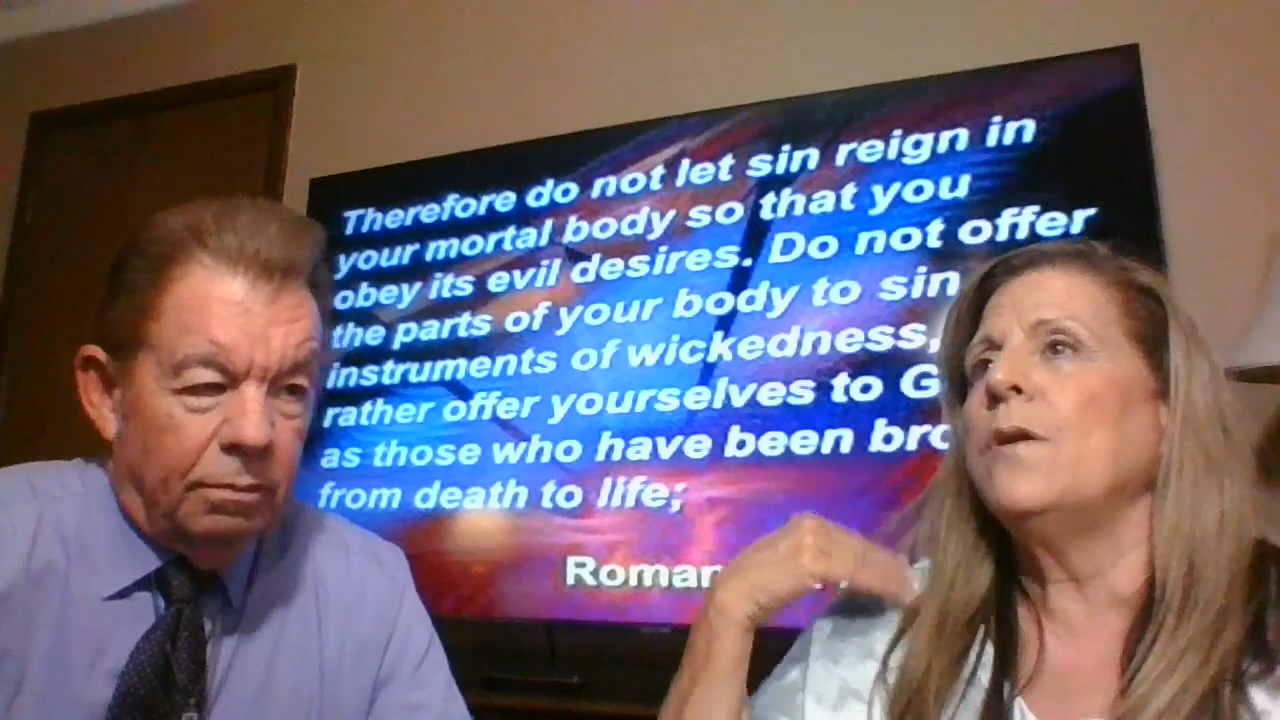 Therefore do not let sin reign in
your mortal body so that you
obey its evil desires. Do not offer
the parts of your body to sin
instruments of wickedness,
rather offer yourselves to G
as those who have been bro
from death to life;
Roman